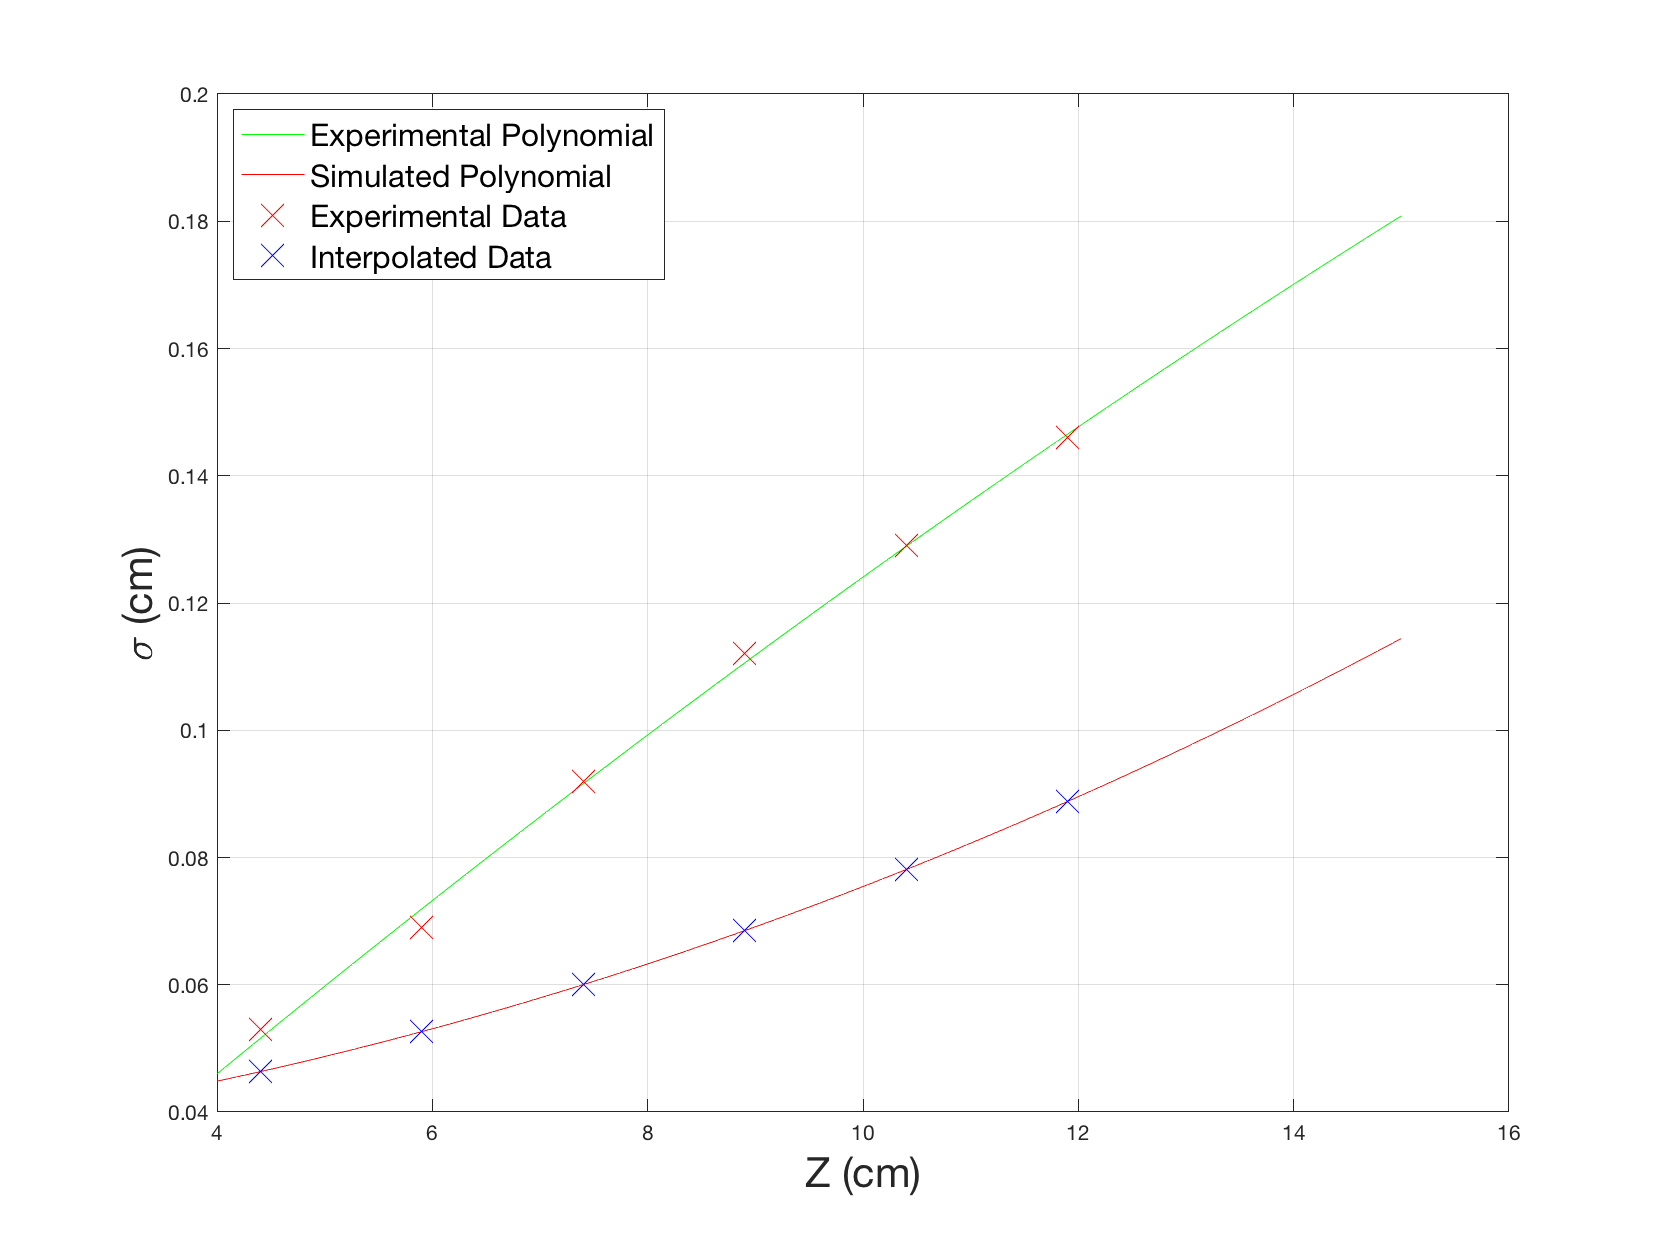 0.2
Experimental Polynomial
Simulated Polynomial
Experimental Data
Interpolated Data
0.18
0.16
0.14
0.12
0.1
0.08
0.06
0.04
σ (cm)
4 6 8 10 12 14 16
Z (cm)